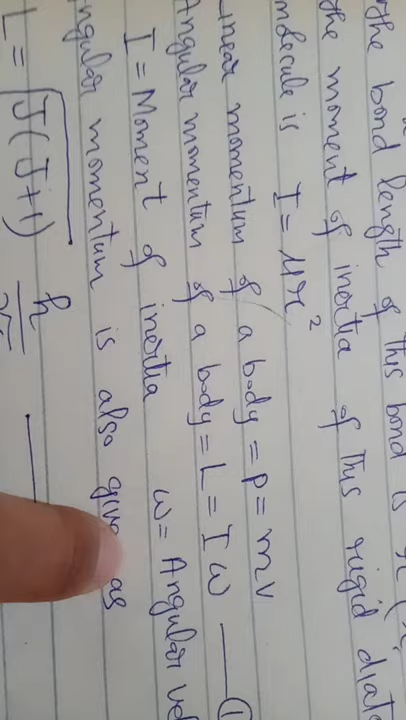 the bond length of this bond is r
the moment of inertia of this rigid
molecule is I = μr²
linear momentum of a body = P = mv
Angular momentum of a body = L = Iω — ①
I = Moment of inertia ω = Angular
angular momentum is also given as
L = √J(J+1) h/2π —